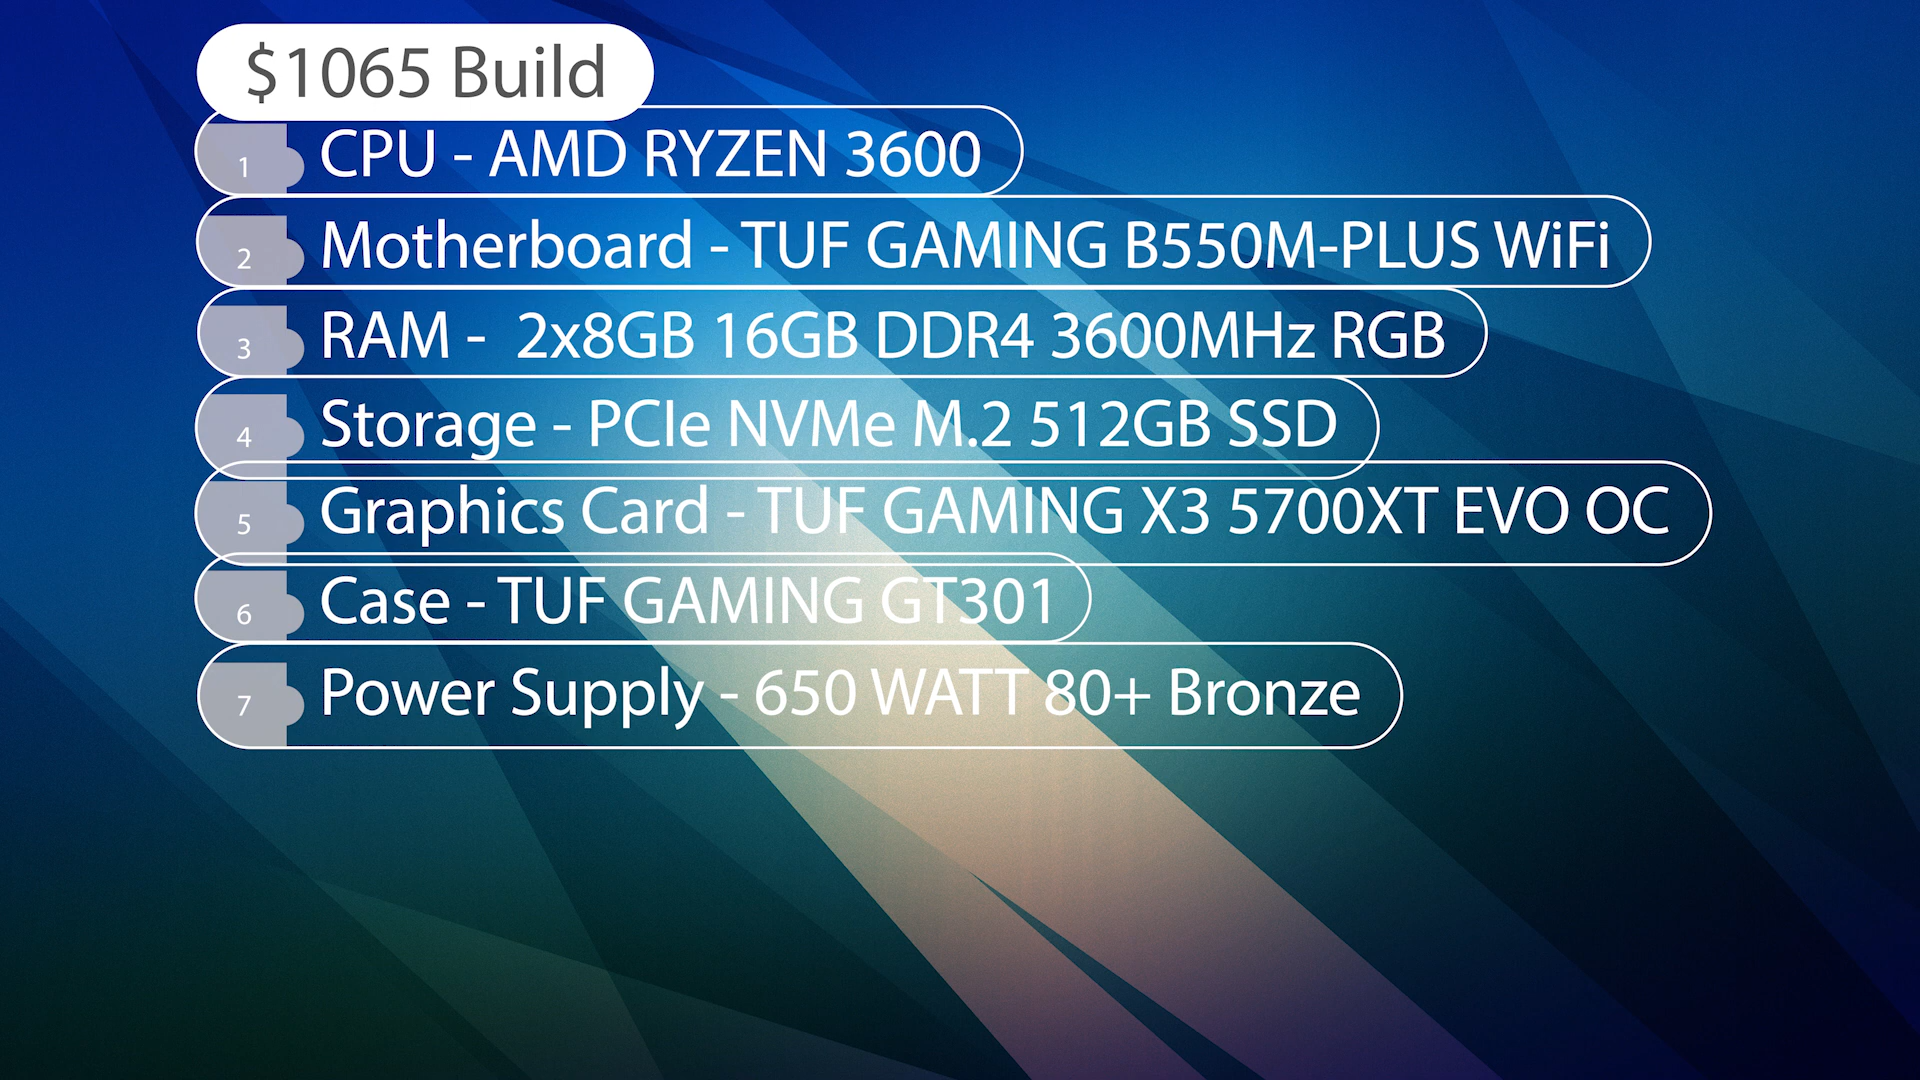 $1065 Build
1 CPU - AMD RYZEN 3600
2 Motherboard - TUF GAMING B550M-PLUS WiFi
3 RAM - 2x8GB 16GB DDR4 3600MHz RGB
4 Storage - PCIe NVMe M.2 512GB SSD
5 Graphics Card - TUF GAMING X3 5700XT EVO OC
6 Case - TUF GAMING GT301
7 Power Supply - 650 WATT 80+ Bronze